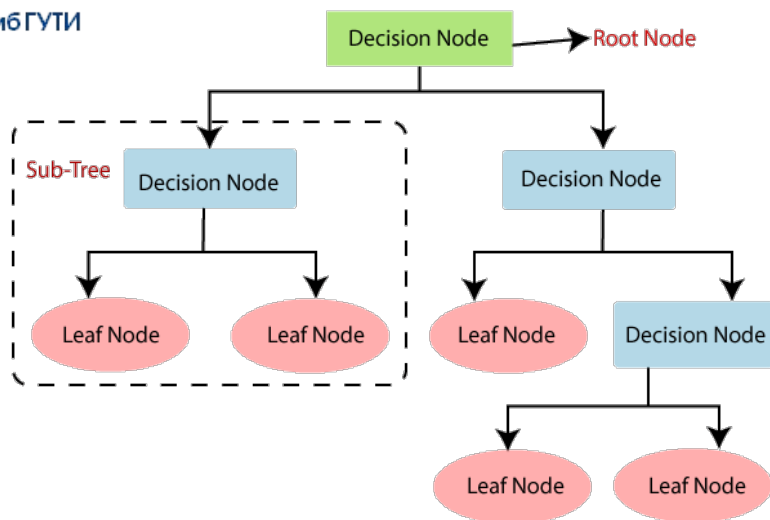 иб ГУТИ
Decision Node
Root Node
Sub-Tree
Decision Node
Decision Node
Leaf Node
Leaf Node
Leaf Node
Decision Node
Leaf Node
Leaf Node